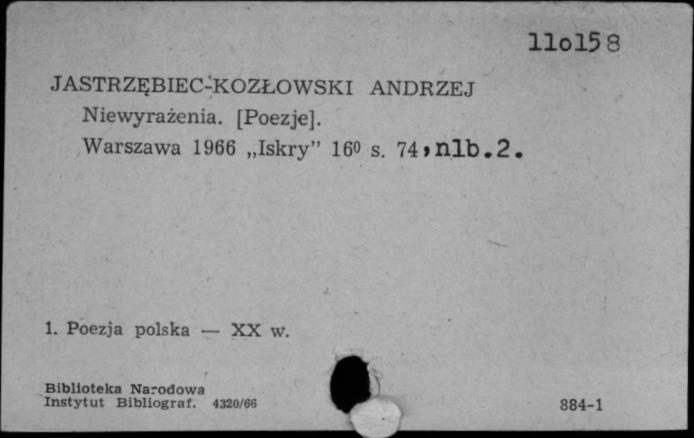 11o158
JASTRZĘBIEC-KOZŁOWSKI ANDRZEJ
Niewyrażenia. [Poezje].
Warszawa 1966 „Iskry” 16⁰ s. 74,nlb.2.
1. Poezja polska — XX w.
Biblioteka Narodowa
Instytut Bibliograf. 4320/66
884-1